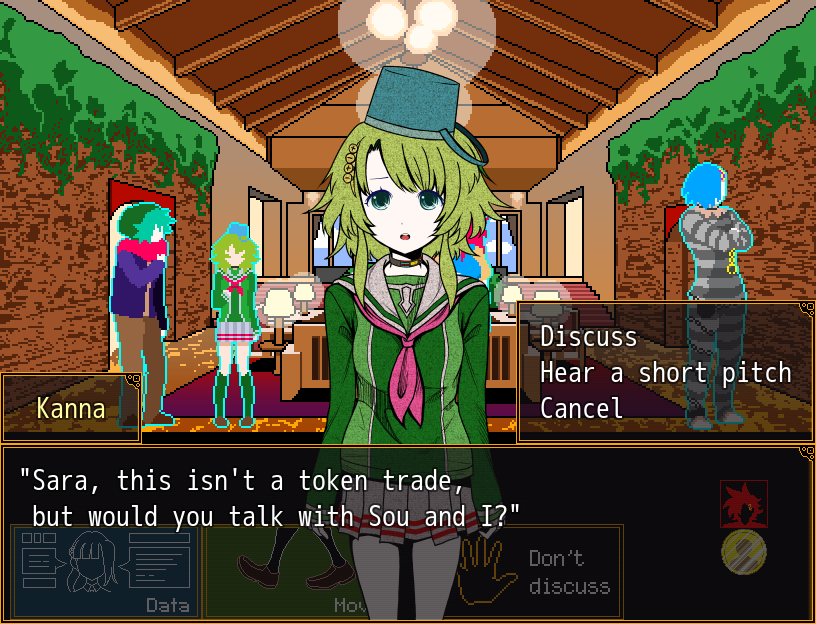 Discuss
Hear a short pitch
Cancel
Kanna
"Sara, this isn't a token trade,
but would you talk with Sou and I?"
Data
Mov
Don't
discuss